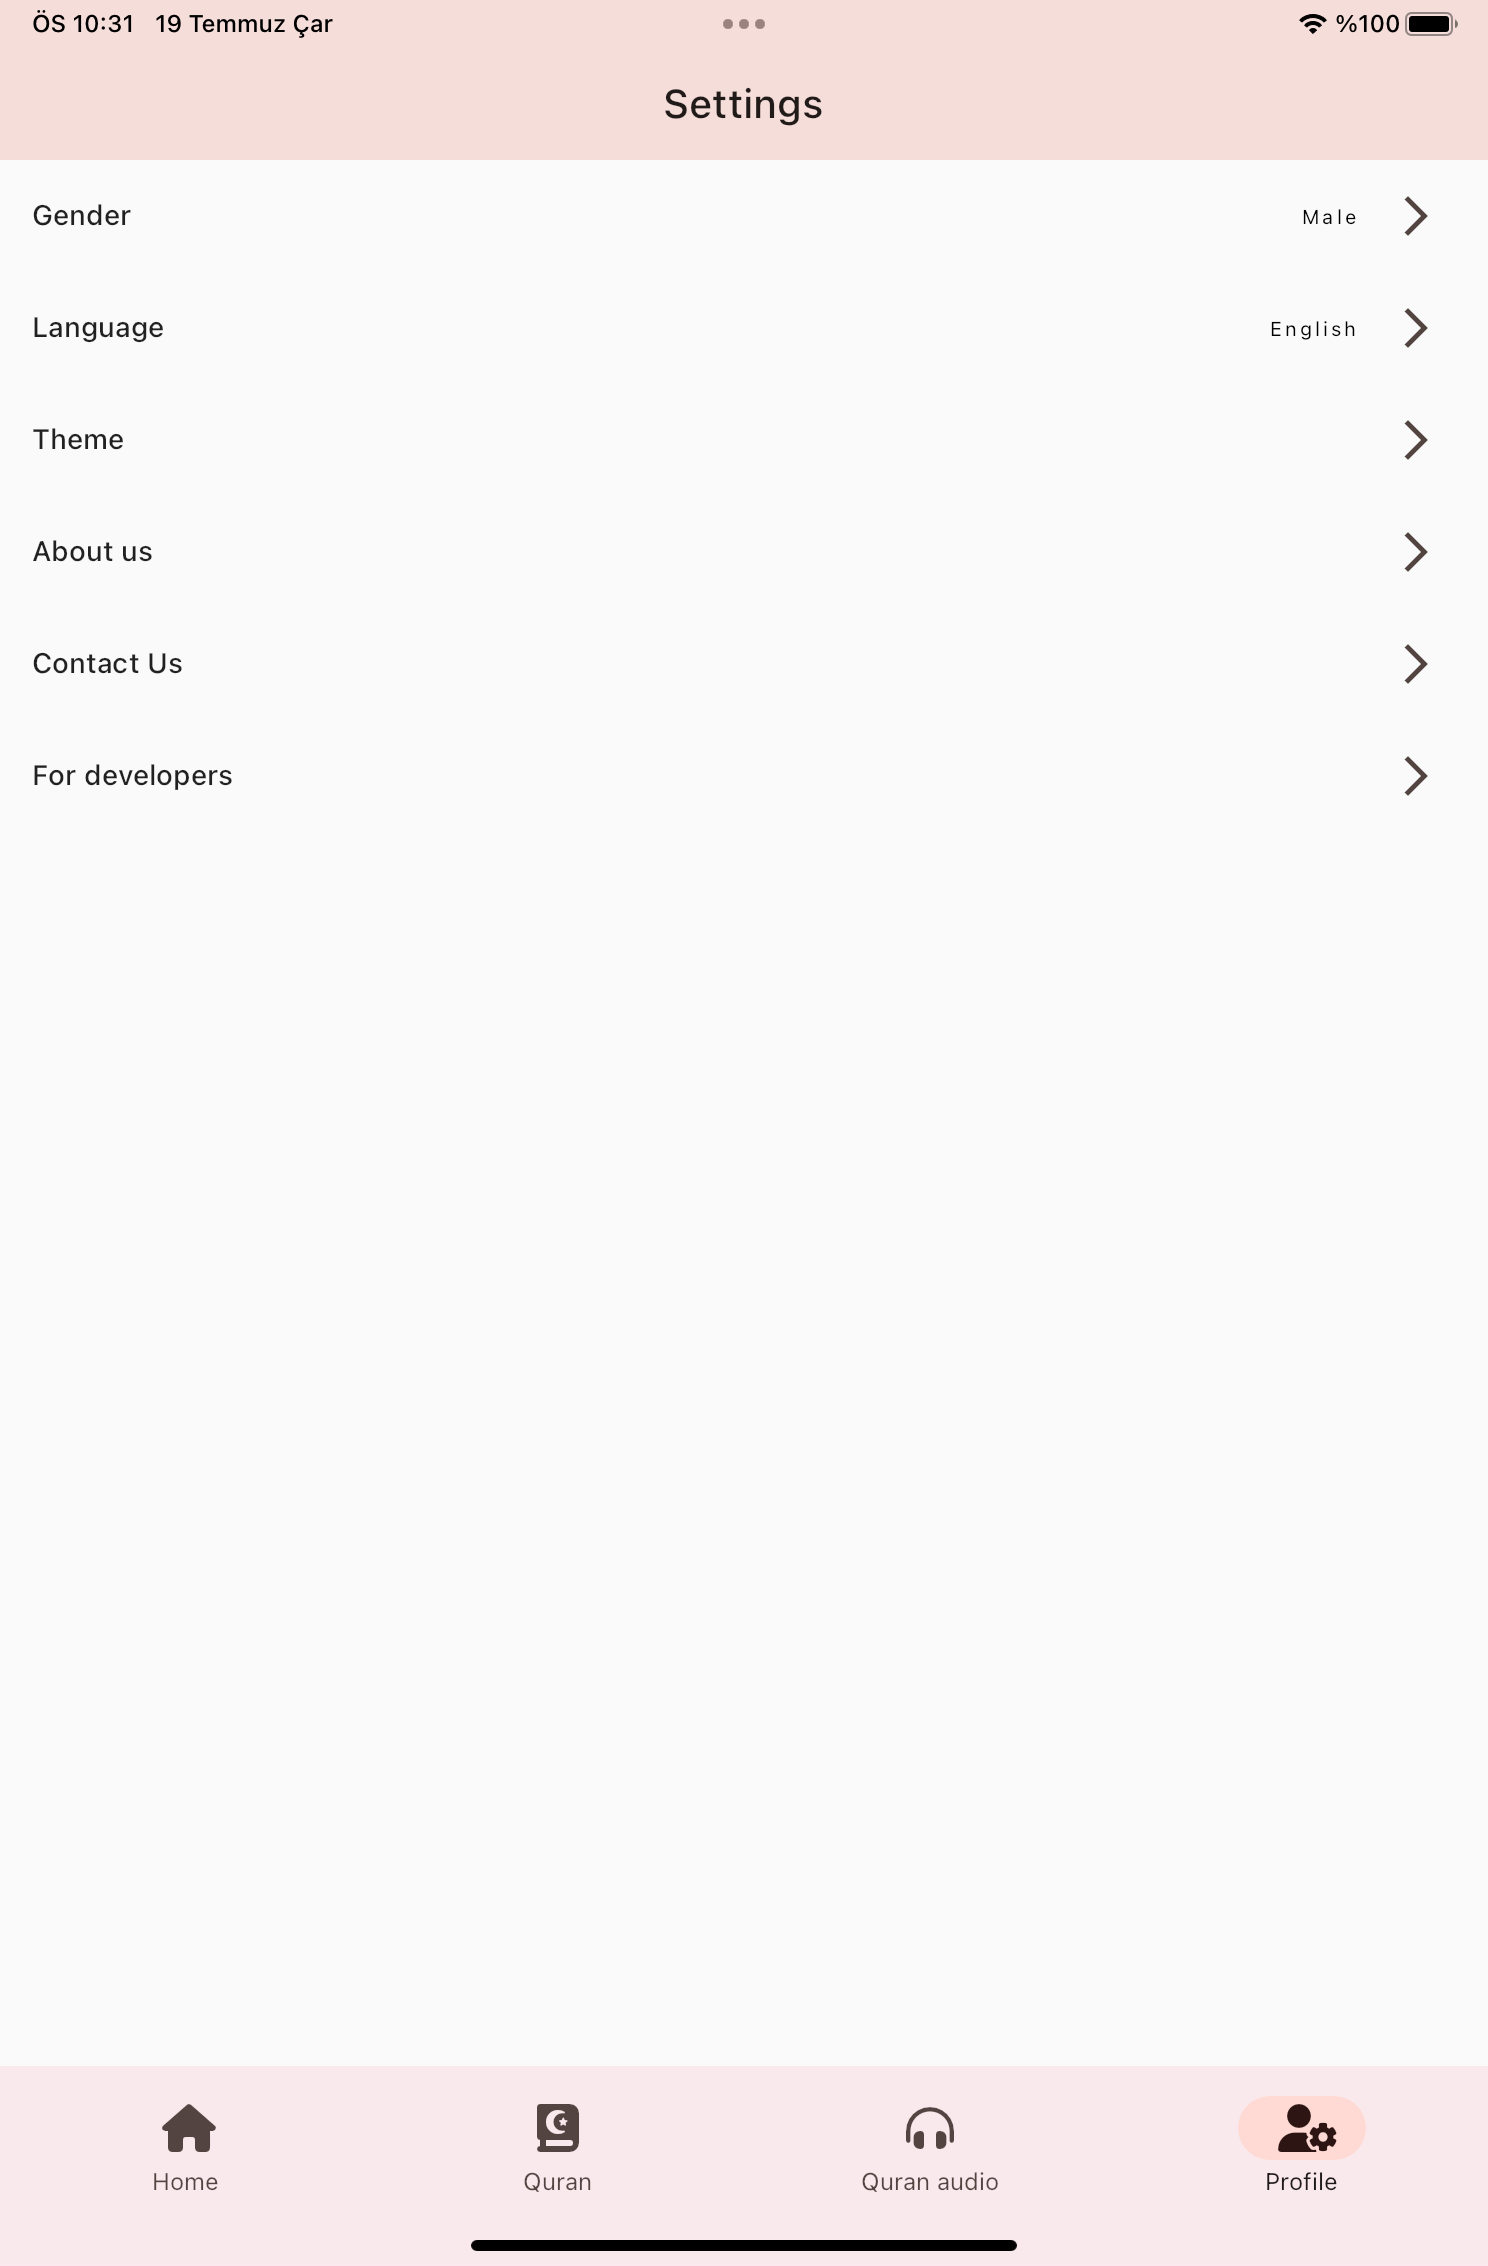 ÖS 10:31 19 Temmuz Çar %100
Settings
Gender Male
Language English
Theme
About us
Contact Us
For developers
Home Quran Quran audio Profile